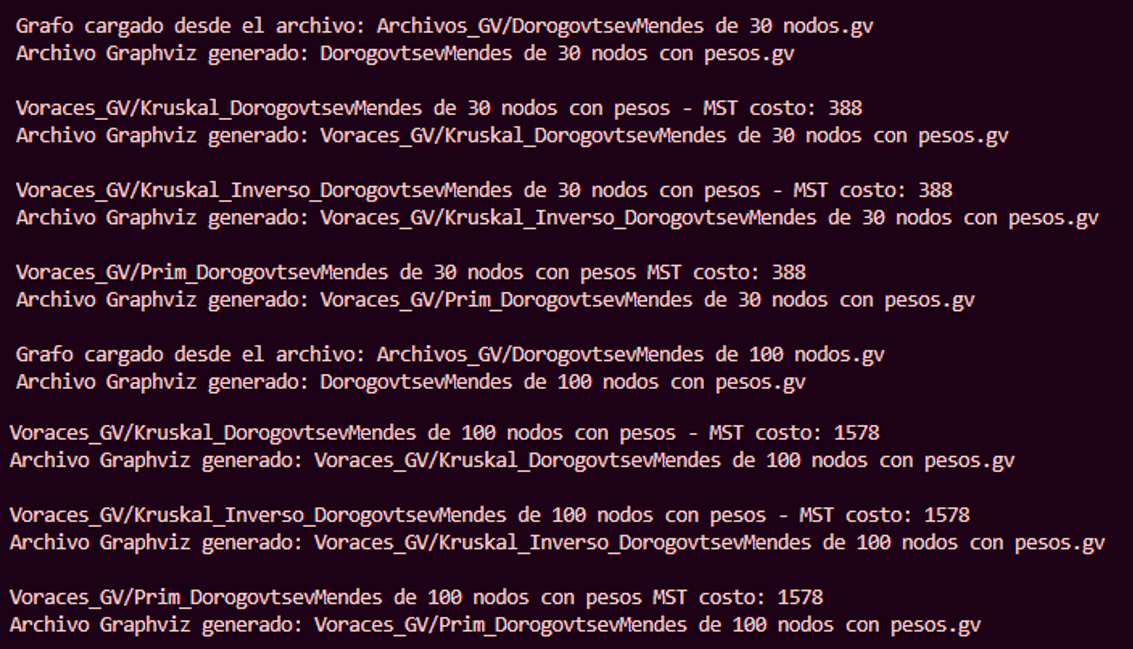 Grafo cargado desde el archivo: Archivos_GV/DorogovtsevMendes de 30 nodos.gv
Archivo Graphviz generado: DorogovtsevMendes de 30 nodos con pesos.gv
Voraces_GV/Kruskal_DorogovtsevMendes de 30 nodos con pesos - MST costo: 388
Archivo Graphviz generado: Voraces_GV/Kruskal_DorogovtsevMendes de 30 nodos con pesos.gv
Voraces_GV/Kruskal_Inverso_DorogovtsevMendes de 30 nodos con pesos - MST costo: 388
Archivo Graphviz generado: Voraces_GV/Kruskal_Inverso_DorogovtsevMendes de 30 nodos con pesos.gv
Voraces_GV/Prim_DorogovtsevMendes de 30 nodos con pesos MST costo: 388
Archivo Graphviz generado: Voraces_GV/Prim_DorogovtsevMendes de 30 nodos con pesos.gv
Grafo cargado desde el archivo: Archivos_GV/DorogovtsevMendes de 100 nodos.gv
Archivo Graphviz generado: DorogovtsevMendes de 100 nodos con pesos.gv
Voraces_GV/Kruskal_DorogovtsevMendes de 100 nodos con pesos - MST costo: 1578
Archivo Graphviz generado: Voraces_GV/Kruskal_DorogovtsevMendes de 100 nodos con pesos.gv
Voraces_GV/Kruskal_Inverso_DorogovtsevMendes de 100 nodos con pesos - MST costo: 1578
Archivo Graphviz generado: Voraces_GV/Kruskal_Inverso_DorogovtsevMendes de 100 nodos con pesos.gv
Voraces_GV/Prim_DorogovtsevMendes de 100 nodos con pesos MST costo: 1578
Archivo Graphviz generado: Voraces_GV/Prim_DorogovtsevMendes de 100 nodos con pesos.gv